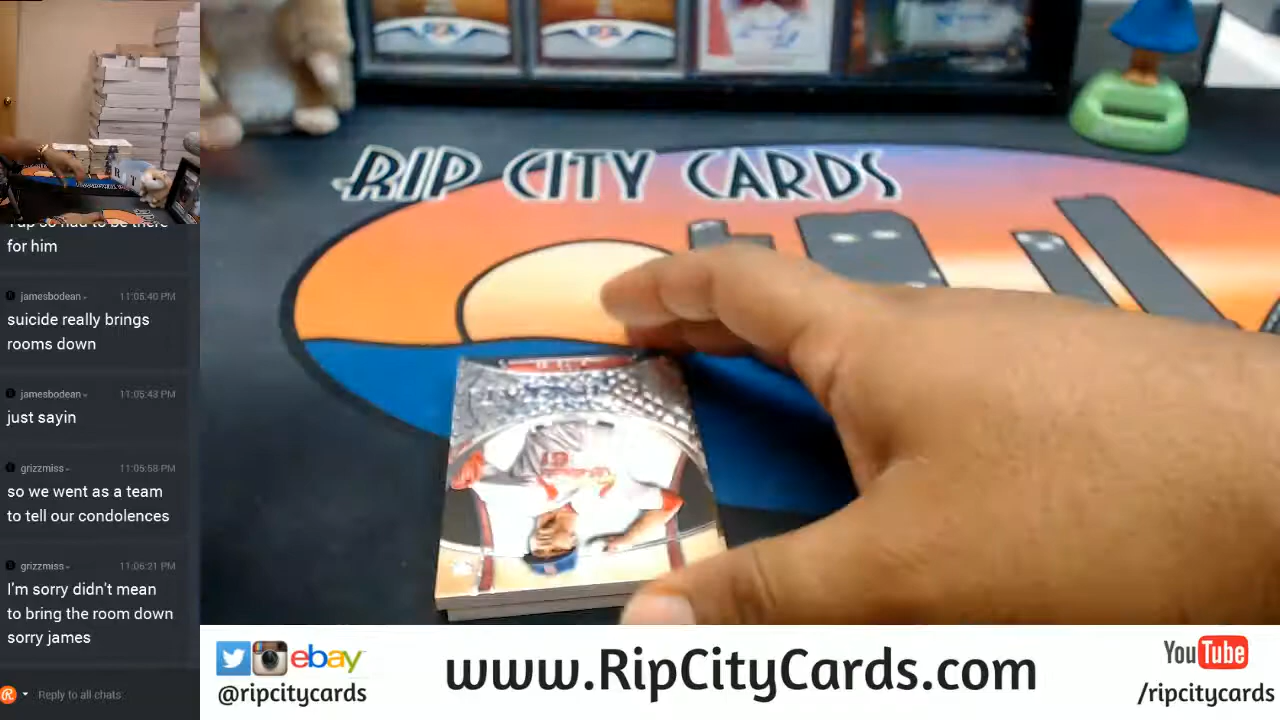 RIP CITY CARDS
for him
jamesbodean 11:05:40 PM
suicide really brings
rooms down
jamesbodean 11:05:43 PM
just sayin
grizzmiss 11:05:58 PM
so we went as a team
to tell our condolences
grizzmiss 11:06:21 PM
I'm sorry didn't mean
to bring the room down
sorry james
Reply to all chats
ebay
@ripcitycards
www.RipCityCards.com
YouTube
/ripcitycards